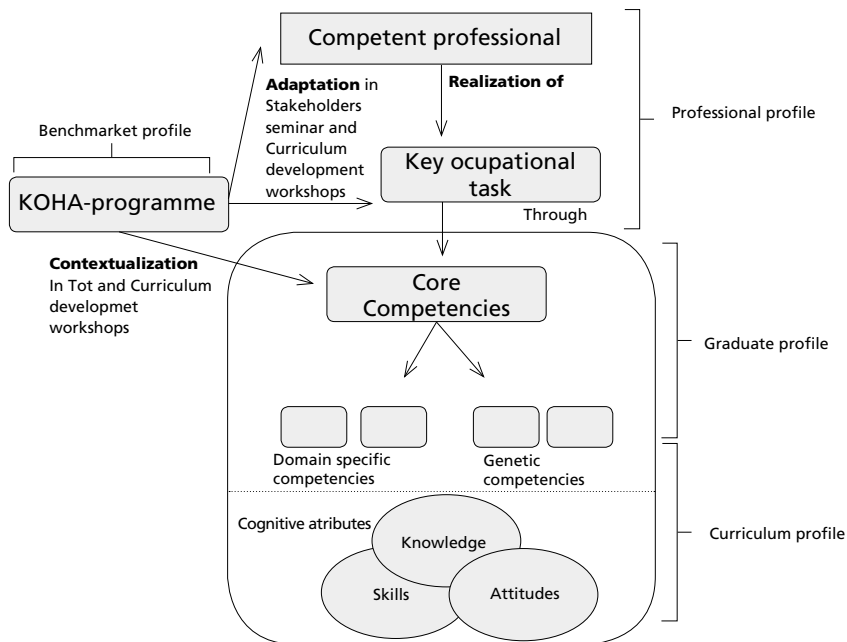 Competent professional
Adaptation in
Stakeholders
seminar and
Curriculum
development
workshops
Realization of
Professional profile
Benchmarket profile
KOHA-programme
Key ocupational
task
Through
Contextualization
In Tot and Curriculum
developmet
workshops
Core
Competencies
Graduate profile
Domain specific
competencies
Genetic
competencies
Cognitive atributes
Knowledge
Skills
Attitudes
Curriculum profile